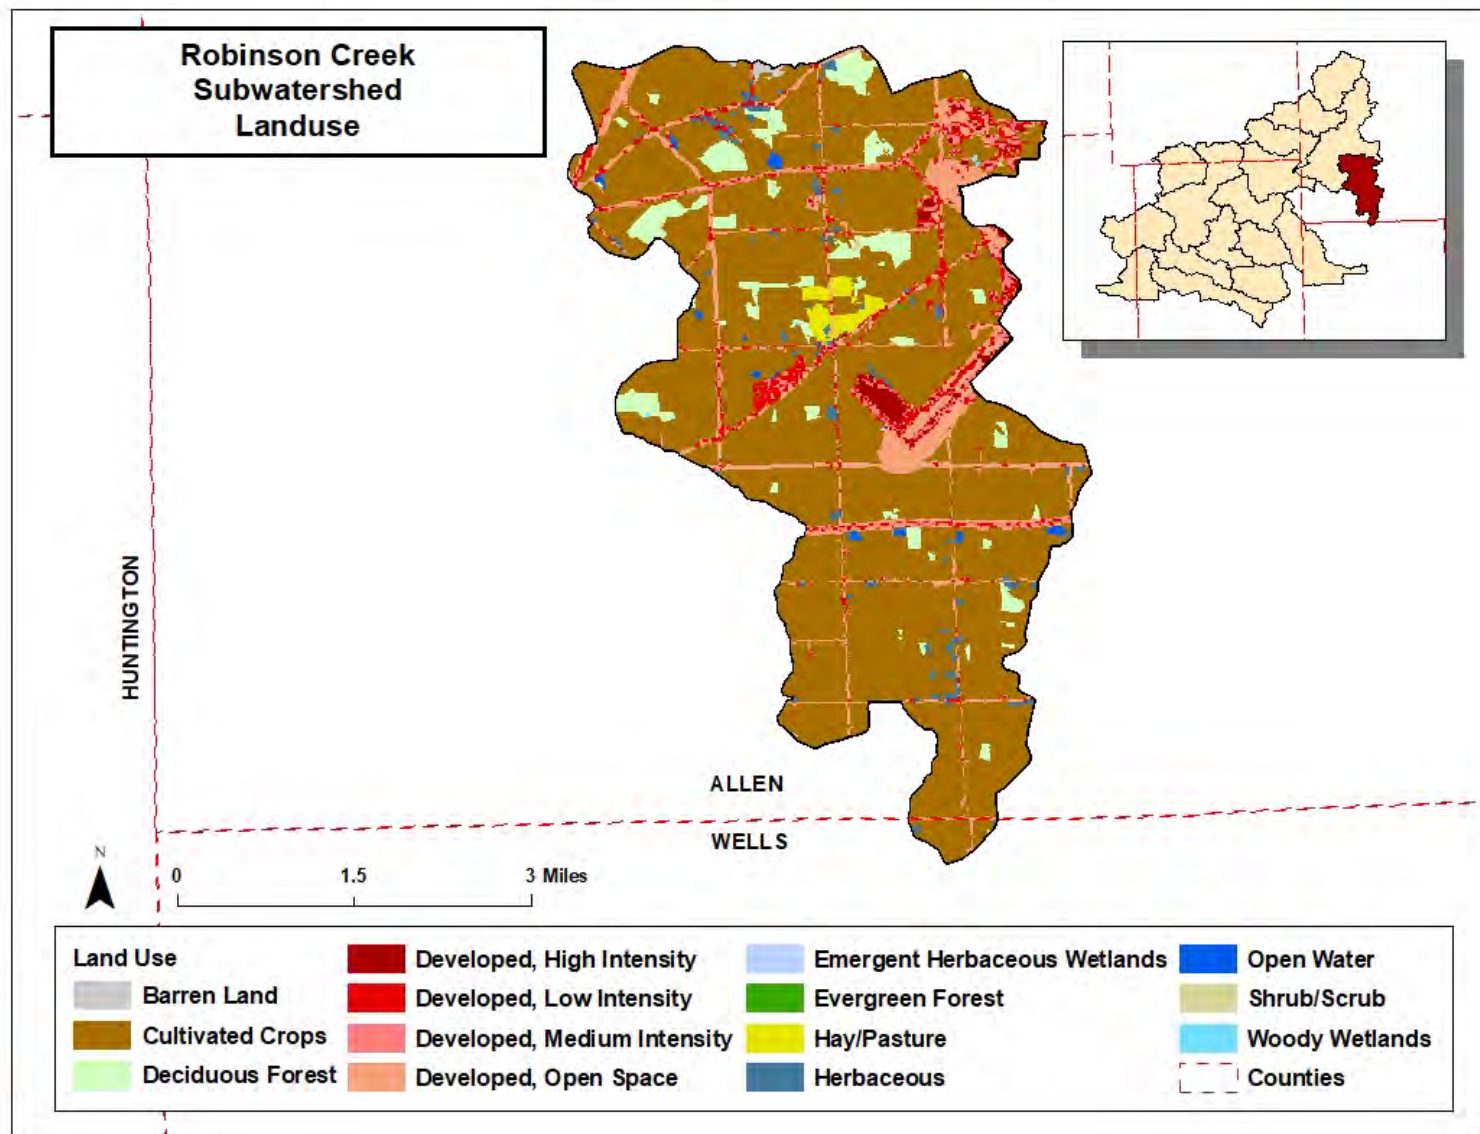 Robinson Creek
Subwatershed
Landuse
HUNTINGTON
ALLEN
WELLS
N
0 1.5 3 Miles
Land Use
Barren Land
Cultivated Crops
Deciduous Forest
Developed, High Intensity
Developed, Low Intensity
Developed, Medium Intensity
Developed, Open Space
Emergent Herbaceous Wetlands
Evergreen Forest
Hay/Pasture
Herbaceous
Open Water
Shrub/Scrub
Woody Wetlands
Counties